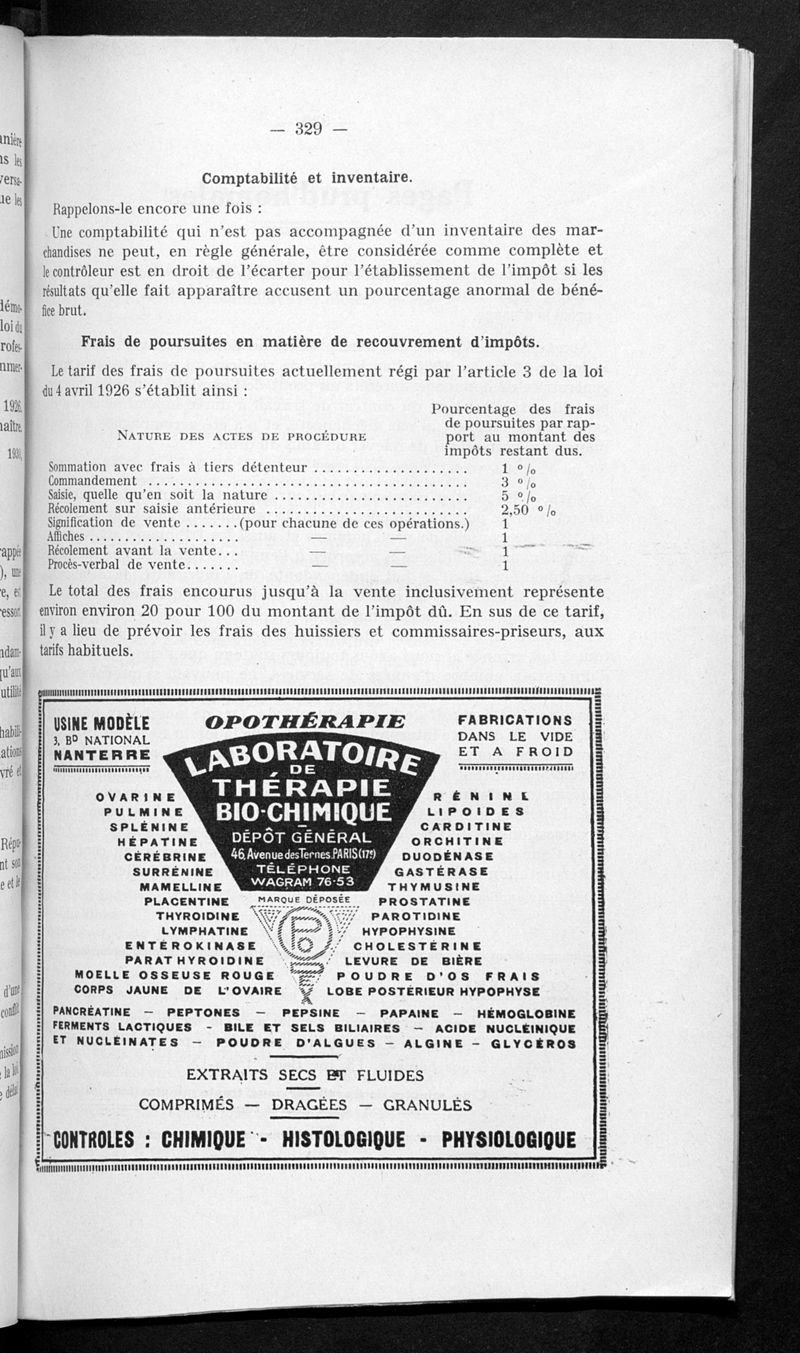 — 329 —
Comptabilité et inventaire.
Rappelons-le encore une fois :
Une comptabilité qui n'est pas accompagnée d'un inventaire des mar-
chandises ne peut, en règle générale, être considérée comme complète et
le contrôleur est en droit de l'écarter pour l'établissement de l'impôt si les
résultats qu'elle fait apparaître accusent un pourcentage anormal de béné-
fice brut.
Frais de poursuites en matière de recouvrement d'impôts.
Le tarif des frais de poursuites actuellement régi par l'article 3 de la loi
du 4 avril 1926 s'établit ainsi :
Pourcentage des frais
de poursuites par rap-
NATURE DES ACTES DE PROCÉDURE port au montant des
impôts restant dus.
Sommation avec frais à tiers détenteur .................... 1 %
Commandement ......................................... 3 %
Saisie, quelle qu'en soit la nature ......................... 5 %
Récolement sur saisie antérieure .......................... 2,50 %
Signification de vente .......(pour chacune de ces opérations.) 1
Affiches ................... — — 1
Récolement avant la vente... — — 1
Procès-verbal de vente....... — — 1
Le total des frais encourus jusqu'à la vente inclusivement représente
environ environ 20 pour 100 du montant de l'impôt dû. En sus de ce tarif,
il y a lieu de prévoir les frais des huissiers et commissaires-priseurs, aux
tarifs habituels.
USINE MODÈLE
3, BD NATIONAL
NANTERRE
OPOTHÉRAPIE
FABRICATIONS
DANS LE VIDE
ET A FROID
LABORATOIRE
DE
THÉRAPIE
BIO-CHIMIQUE
DÉPÔT GÉNÉRAL
46, Avenue des Ternes. PARIS (17e)
TÉLÉPHONE
WAGRAM 76-53
MARQUE DÉPOSÉE
OVARINE
PULMINE
SPLÉNINE
HÉPATINE
CÉRÉBRINE
SURRÉNINE
MAMELLINE
PLACENTINE
THYROIDINE
LYMPHATINE
ENTÉROKINASE
PARATHYROIDINE
MOELLE OSSEUSE ROUGE
CORPS JAUNE DE L'OVAIRE
RÉNINE
LIPOIDES
CARDITINE
ORCHITINE
DUODÉNASE
GASTÉRASE
THYMUSINE
PROSTATINE
PAROTIDINE
HYPOPHYSINE
CHOLESTÉRINE
LEVURE DE BIÈRE
POUDRE D'OS FRAIS
LOBE POSTÉRIEUR HYPOPHYSE
PANCRÉATINE — PEPTONES — PEPSINE — PAPAINE — HÉMOGLOBINE
FERMENTS LACTIQUES - BILE ET SELS BILIAIRES — ACIDE NUCLÉINIQUE
ET NUCLÉINATES — POUDRE D'ALGUES — ALGINE — GLYCÉROS
EXTRAITS SECS ET FLUIDES
COMPRIMÉS — DRAGÉES — GRANULÉS
CONTROLES : CHIMIQUE - HISTOLOGIQUE - PHYSIOLOGIQUE